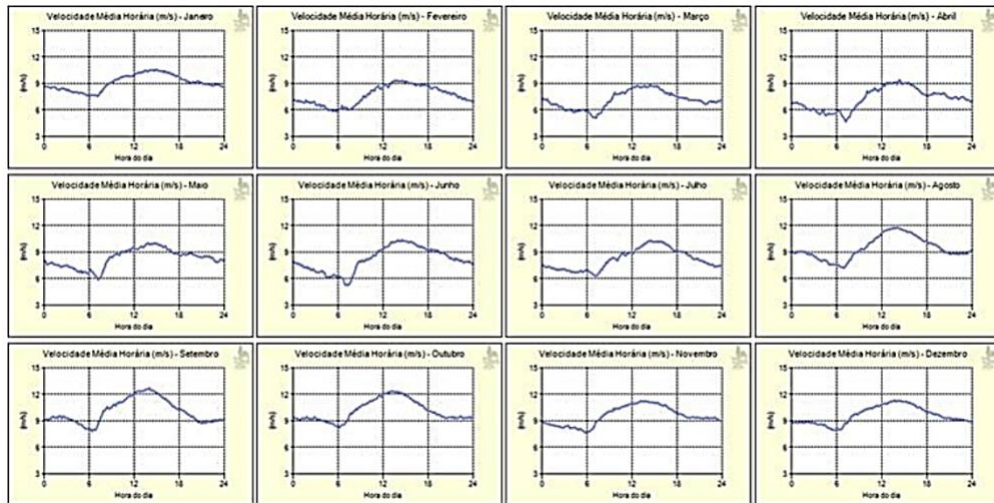 Velocidade Média Horária (m/s) - Janeiro
15
12
9
6
3
(m/s)
0 6 12 18 24
Hora do dia
Velocidade Média Horária (m/s) - Fevereiro
15
12
9
6
3
(m/s)
0 6 12 18 24
Hora do dia
Velocidade Média Horária (m/s) - Março
15
12
9
6
3
(m/s)
0 6 12 18 24
Hora do dia
Velocidade Média Horária (m/s) - Abril
15
12
9
6
3
(m/s)
0 6 12 18 24
Hora do dia
Velocidade Média Horária (m/s) - Maio
15
12
9
6
3
(m/s)
0 6 12 18 24
Hora do dia
Velocidade Média Horária (m/s) - Junho
15
12
9
6
3
(m/s)
0 6 12 18 24
Hora do dia
Velocidade Média Horária (m/s) - Julho
15
12
9
6
3
(m/s)
0 6 12 18 24
Hora do dia
Velocidade Média Horária (m/s) - Agosto
15
12
9
6
3
(m/s)
0 6 12 18 24
Hora do dia
Velocidade Média Horária (m/s) - Setembro
15
12
9
6
3
(m/s)
0 6 12 18 24
Hora do dia
Velocidade Média Horária (m/s) - Outubro
15
12
9
6
3
(m/s)
0 6 12 18 24
Hora do dia
Velocidade Média Horária (m/s) - Novembro
15
12
9
6
3
(m/s)
0 6 12 18 24
Hora do dia
Velocidade Média Horária (m/s) - Dezembro
15
12
9
6
3
(m/s)
0 6 12 18 24
Hora do dia